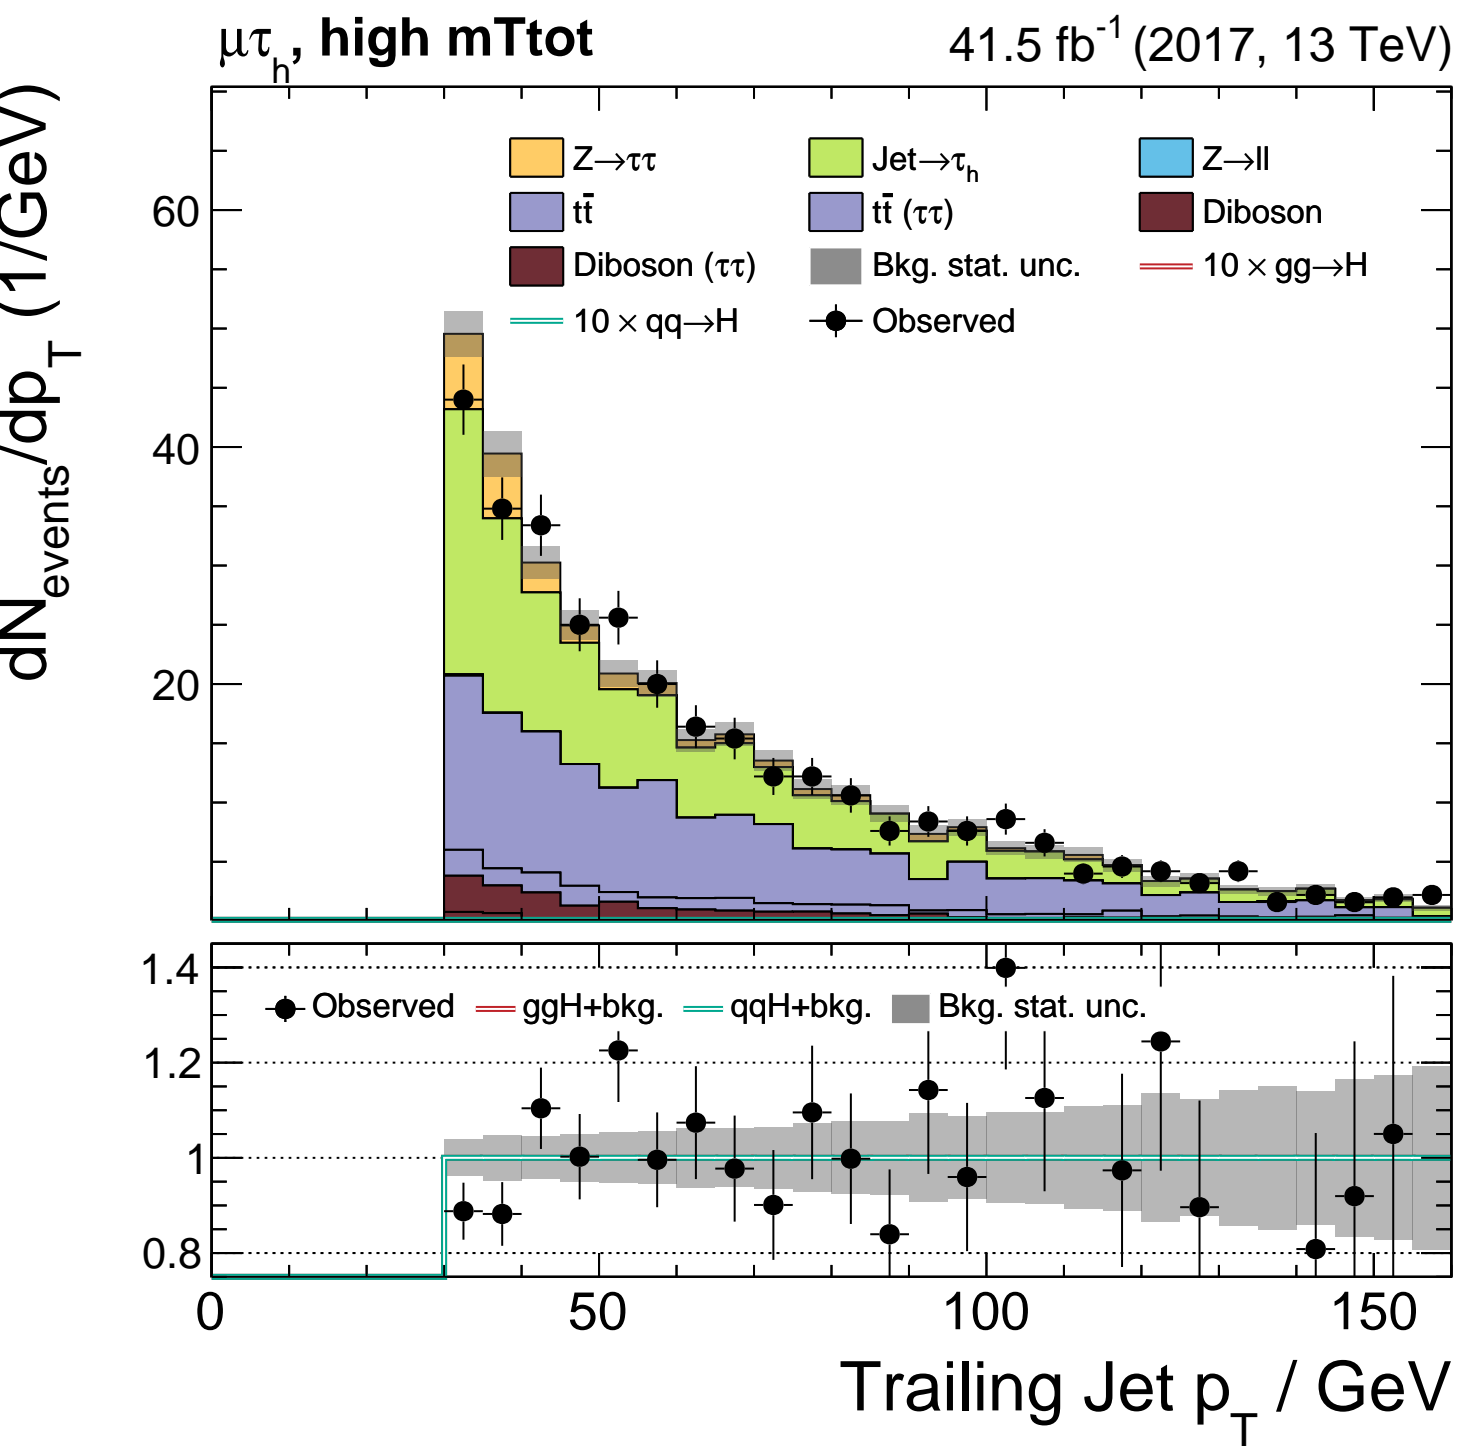 μτh, high mTtot 41.5 fb-1 (2017, 13 TeV)
dNevents/dpT (1/GeV)
Z→ττ Jet→τh Z→ll
tt̄ tt̄ (ττ) Diboson
Diboson (ττ) Bkg. stat. unc. 10 × gg→H
10 × qq→H Observed
60
40
20
1.4
Observed ggH+bkg. qqH+bkg. Bkg. stat. unc.
1.2
1
0.8
0 50 100 150
Trailing Jet pT / GeV